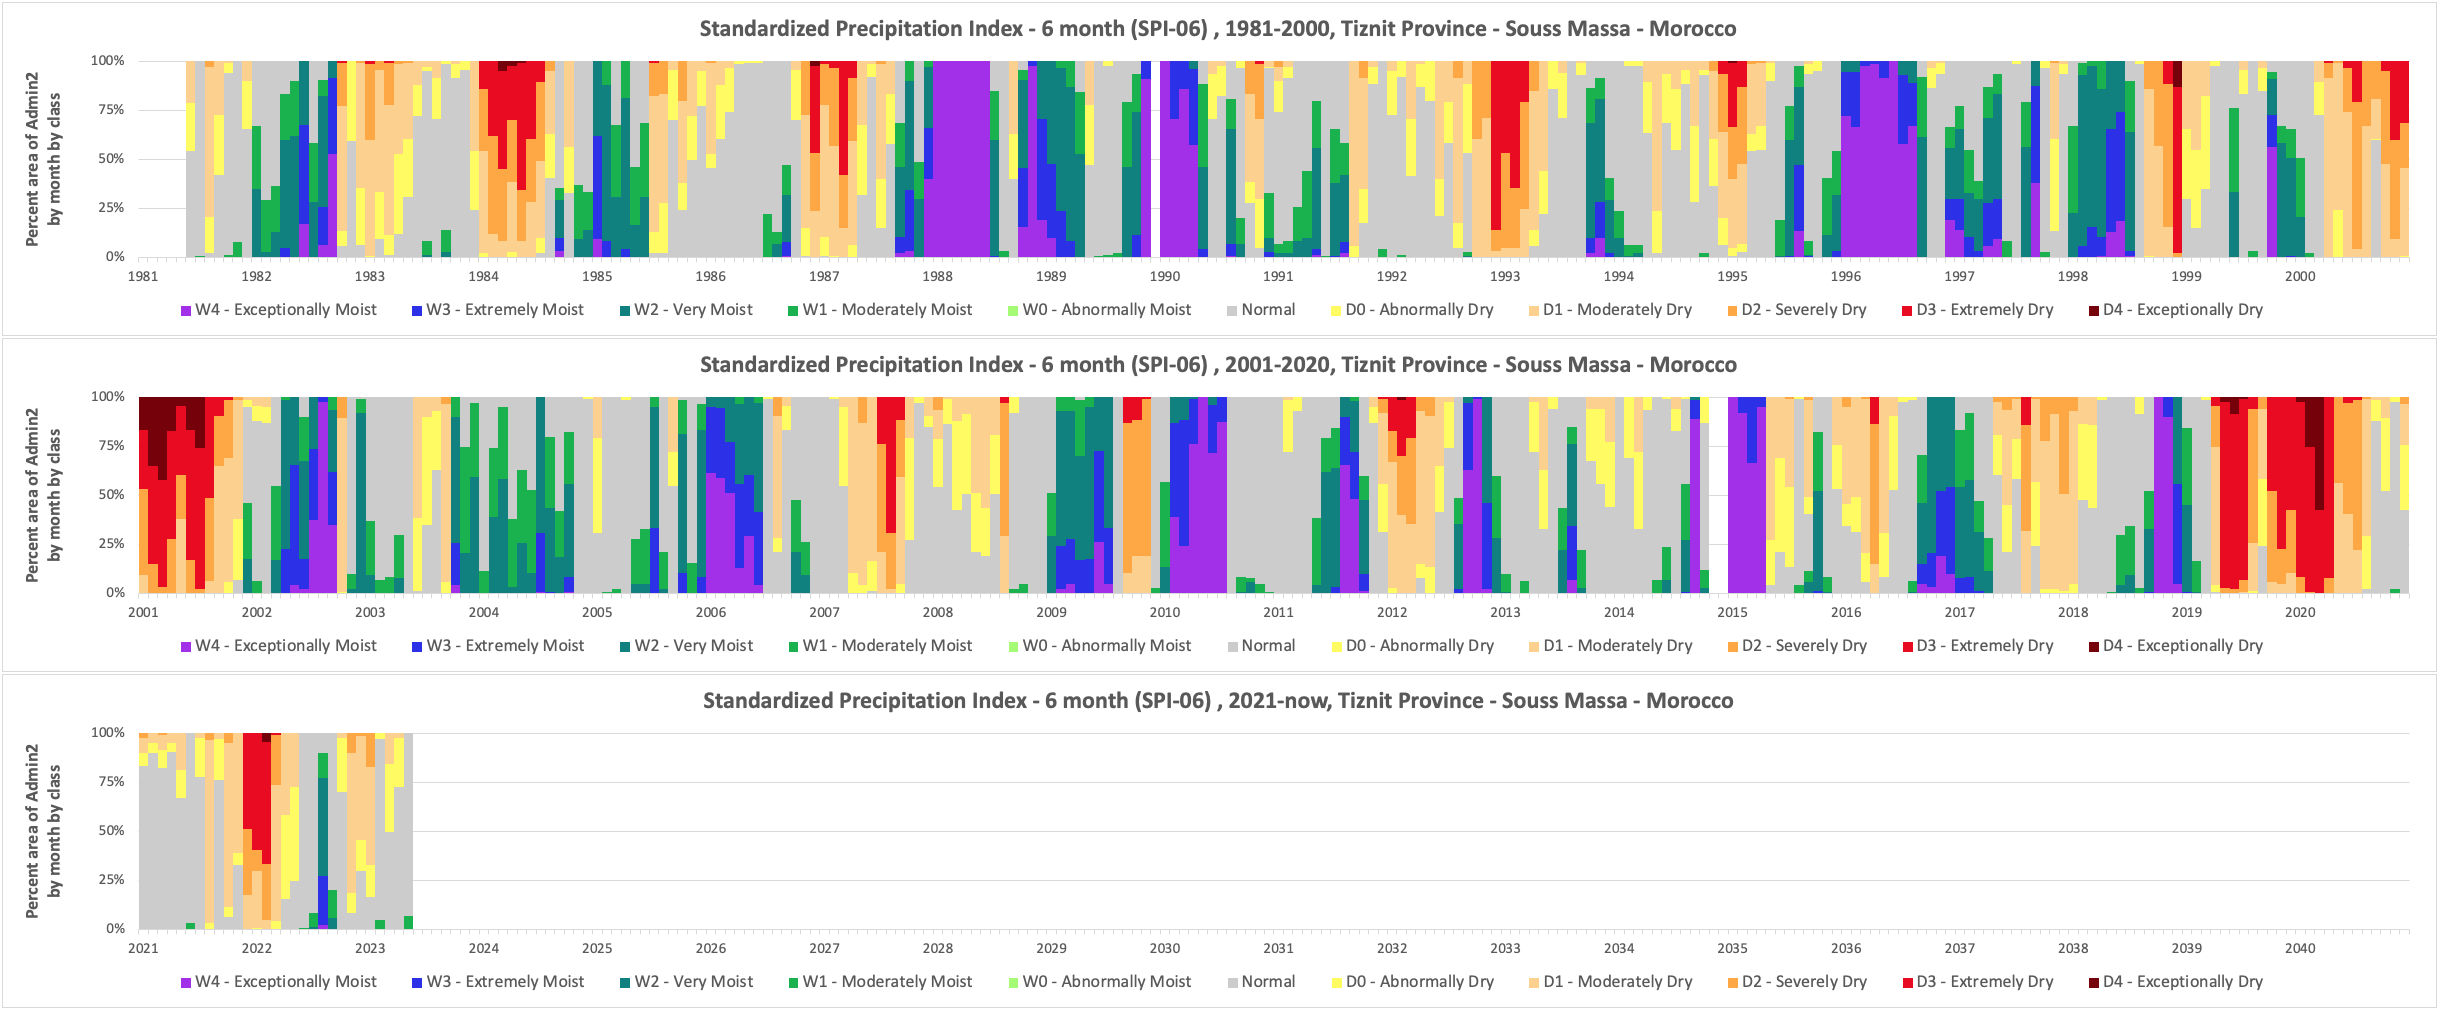 Standardized Precipitation Index - 6 month (SPI-06) , 1981-2000, Tiznit Province - Souss Massa - Morocco
Percent area of Admin2
by month by class
100%
75%
50%
25%
0%
1981 1982 1983 1984 1985 1986 1987 1988 1989 1990 1991 1992 1993 1994 1995 1996 1997 1998 1999 2000
W4 - Exceptionally Moist W3 - Extremely Moist W2 - Very Moist W1 - Moderately Moist W0 - Abnormally Moist Normal D0 - Abnormally Dry D1 - Moderately Dry D2 - Severely Dry D3 - Extremely Dry D4 - Exceptionally Dry
Standardized Precipitation Index - 6 month (SPI-06) , 2001-2020, Tiznit Province - Souss Massa - Morocco
Percent area of Admin2
by month by class
100%
75%
50%
25%
0%
2001 2002 2003 2004 2005 2006 2007 2008 2009 2010 2011 2012 2013 2014 2015 2016 2017 2018 2019 2020
W4 - Exceptionally Moist W3 - Extremely Moist W2 - Very Moist W1 - Moderately Moist W0 - Abnormally Moist Normal D0 - Abnormally Dry D1 - Moderately Dry D2 - Severely Dry D3 - Extremely Dry D4 - Exceptionally Dry
Standardized Precipitation Index - 6 month (SPI-06) , 2021-now, Tiznit Province - Souss Massa - Morocco
Percent area of Admin2
by month by class
100%
75%
50%
25%
0%
2021 2022 2023 2024 2025 2026 2027 2028 2029 2030 2031 2032 2033 2034 2035 2036 2037 2038 2039 2040
W4 - Exceptionally Moist W3 - Extremely Moist W2 - Very Moist W1 - Moderately Moist W0 - Abnormally Moist Normal D0 - Abnormally Dry D1 - Moderately Dry D2 - Severely Dry D3 - Extremely Dry D4 - Exceptionally Dry